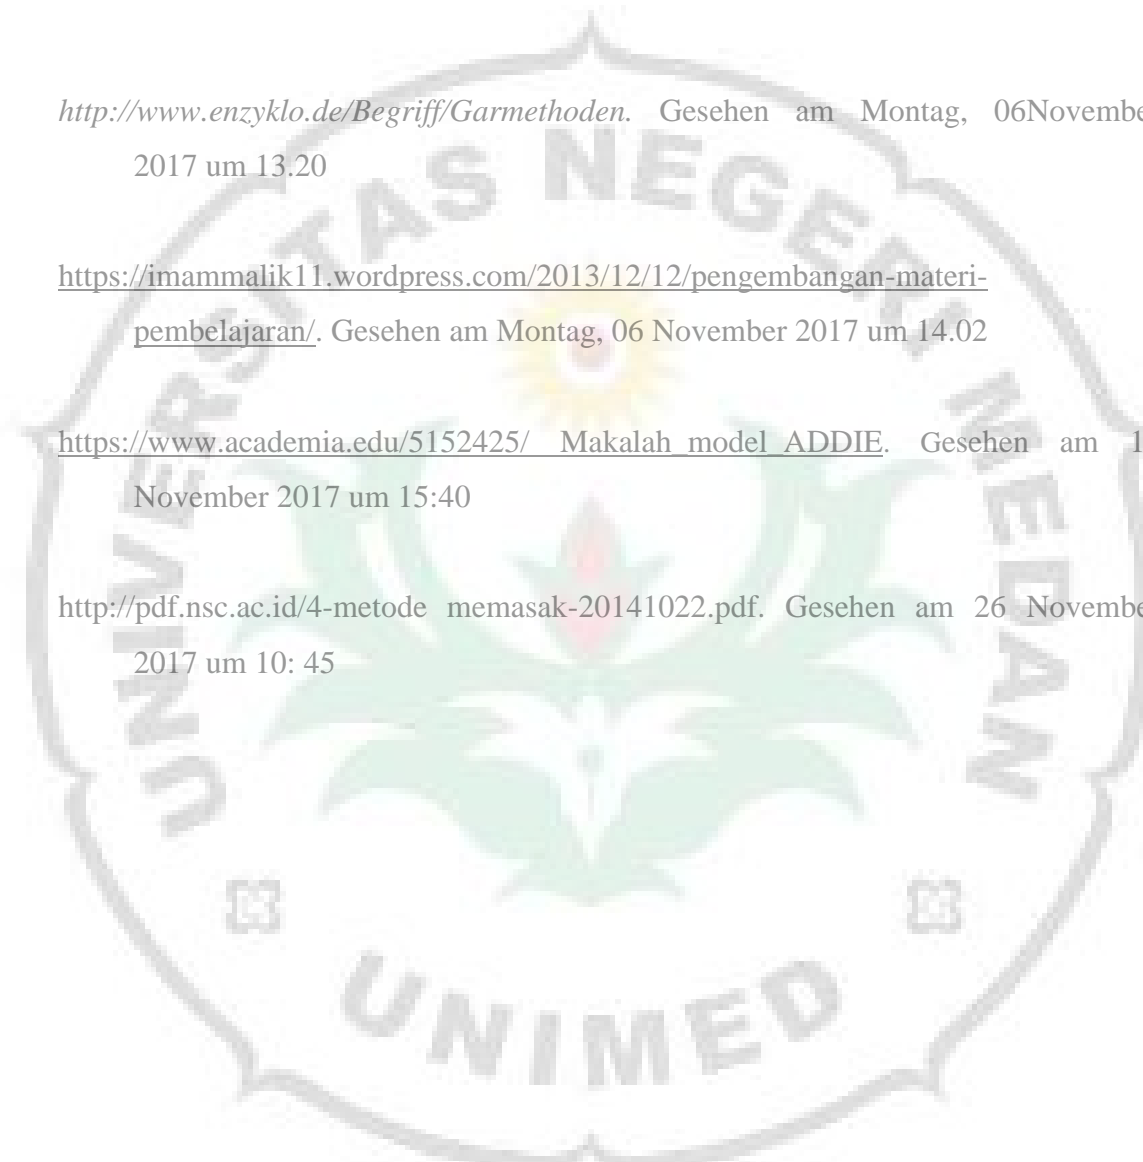 http://www.enzyklo.de/Begriff/Garmethoden. Gesehen am Montag, 06Novembe
2017 um 13.20
https://imammalik11.wordpress.com/2013/12/12/pengembangan-materi-
pembelajaran/. Gesehen am Montag, 06 November 2017 um 14.02
https://www.academia.edu/5152425/ Makalah_model_ADDIE. Gesehen am 1
November 2017 um 15:40
http://pdf.nsc.ac.id/4-metode memasak-20141022.pdf. Gesehen am 26 Novembe
2017 um 10: 45
UNIVERSITAS NEGERI MEDAN
UNIMED